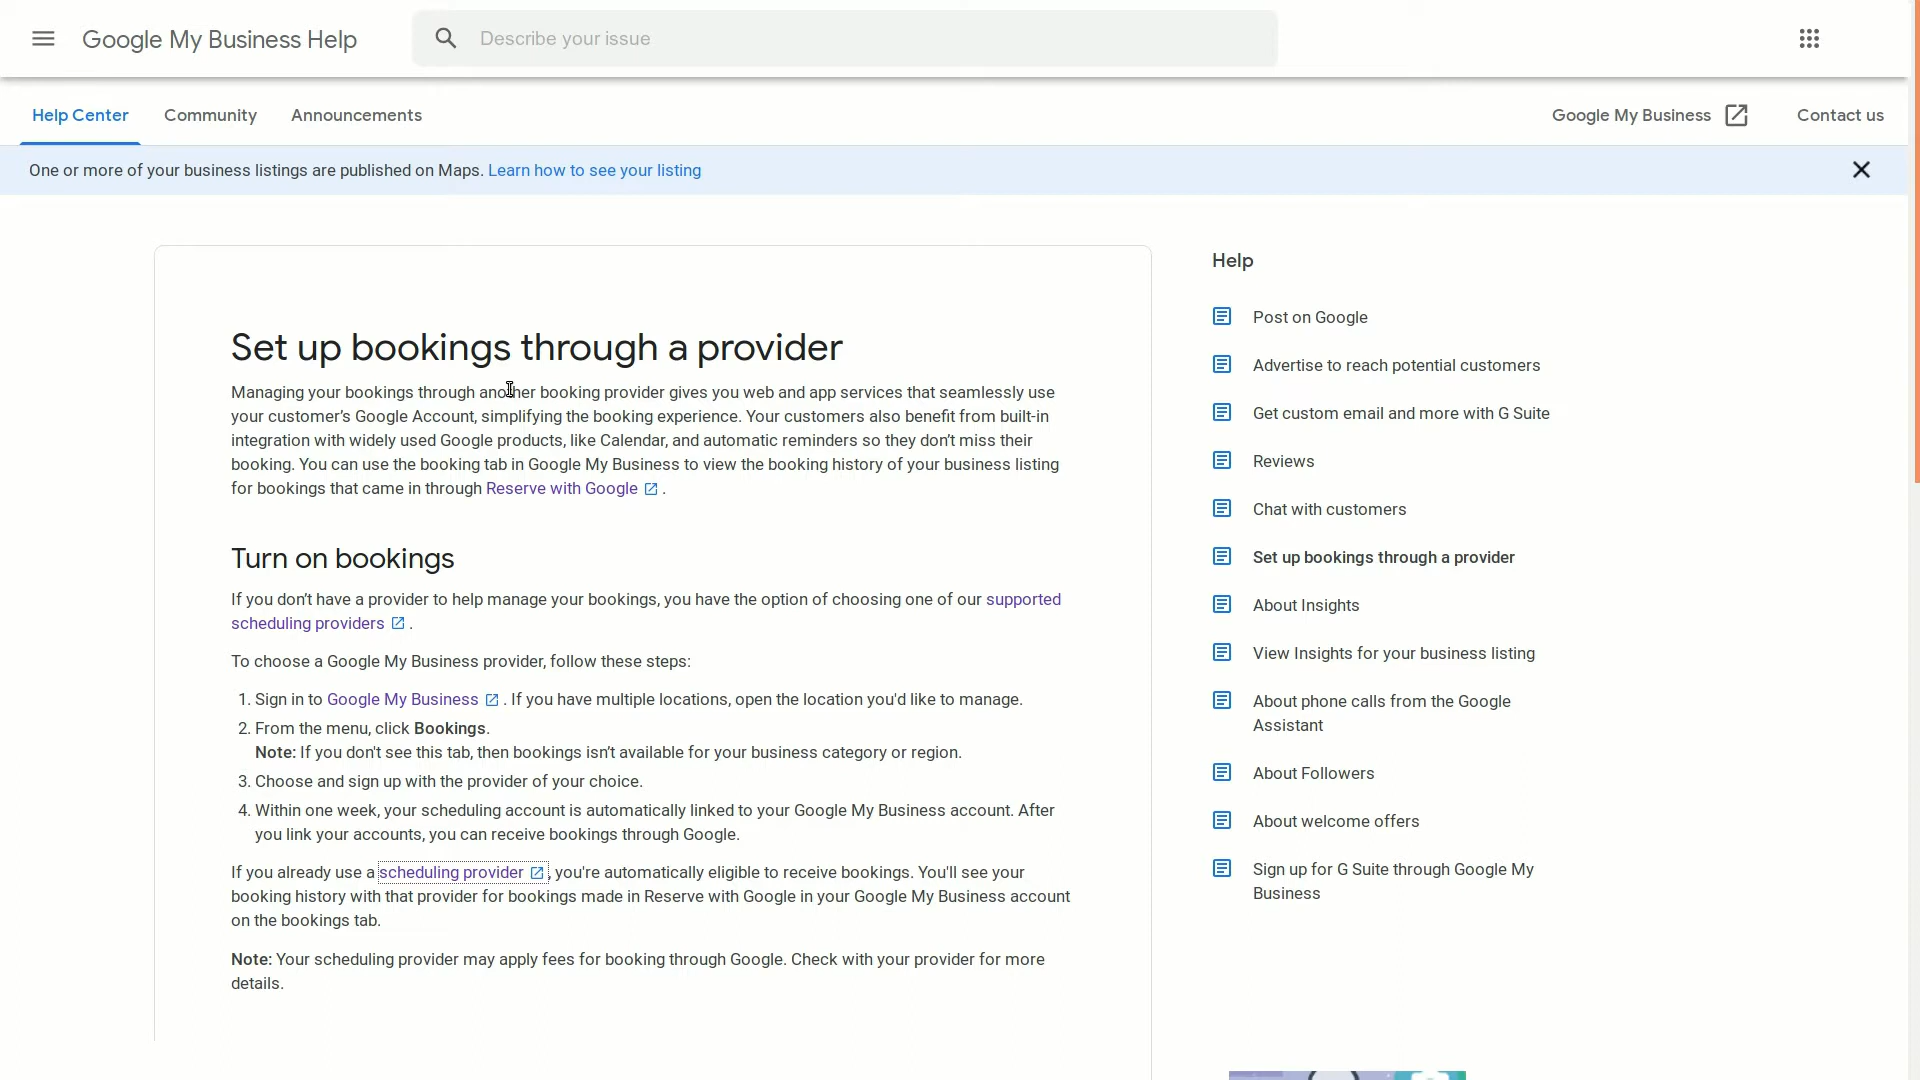 Google My Business Help
Describe your issue
Help Center
Community
Announcements
Google My Business
Contact us
One or more of your business listings are published on Maps. Learn how to see your listing
Set up bookings through a provider
Managing your bookings through another booking provider gives you web and app services that seamlessly use
your customer's Google Account, simplifying the booking experience. Your customers also benefit from built-in
integration with widely used Google products, like Calendar, and automatic reminders so they don't miss their
booking. You can use the booking tab in Google My Business to view the booking history of your business listing
for bookings that came in through Reserve with Google .
Turn on bookings
If you don't have a provider to help manage your bookings, you have the option of choosing one of our supported
scheduling providers .
To choose a Google My Business provider, follow these steps:
1. Sign in to Google My Business . If you have multiple locations, open the location you'd like to manage.
2. From the menu, click Bookings.
Note: If you don't see this tab, then bookings isn't available for your business category or region.
3. Choose and sign up with the provider of your choice.
4. Within one week, your scheduling account is automatically linked to your Google My Business account. After
you link your accounts, you can receive bookings through Google.
If you already use a scheduling provider , you're automatically eligible to receive bookings. You'll see your
booking history with that provider for bookings made in Reserve with Google in your Google My Business account
on the bookings tab.
Note: Your scheduling provider may apply fees for booking through Google. Check with your provider for more
details.
Help
Post on Google
Advertise to reach potential customers
Get custom email and more with G Suite
Reviews
Chat with customers
Set up bookings through a provider
About Insights
View Insights for your business listing
About phone calls from the Google
Assistant
About Followers
About welcome offers
Sign up for G Suite through Google My
Business